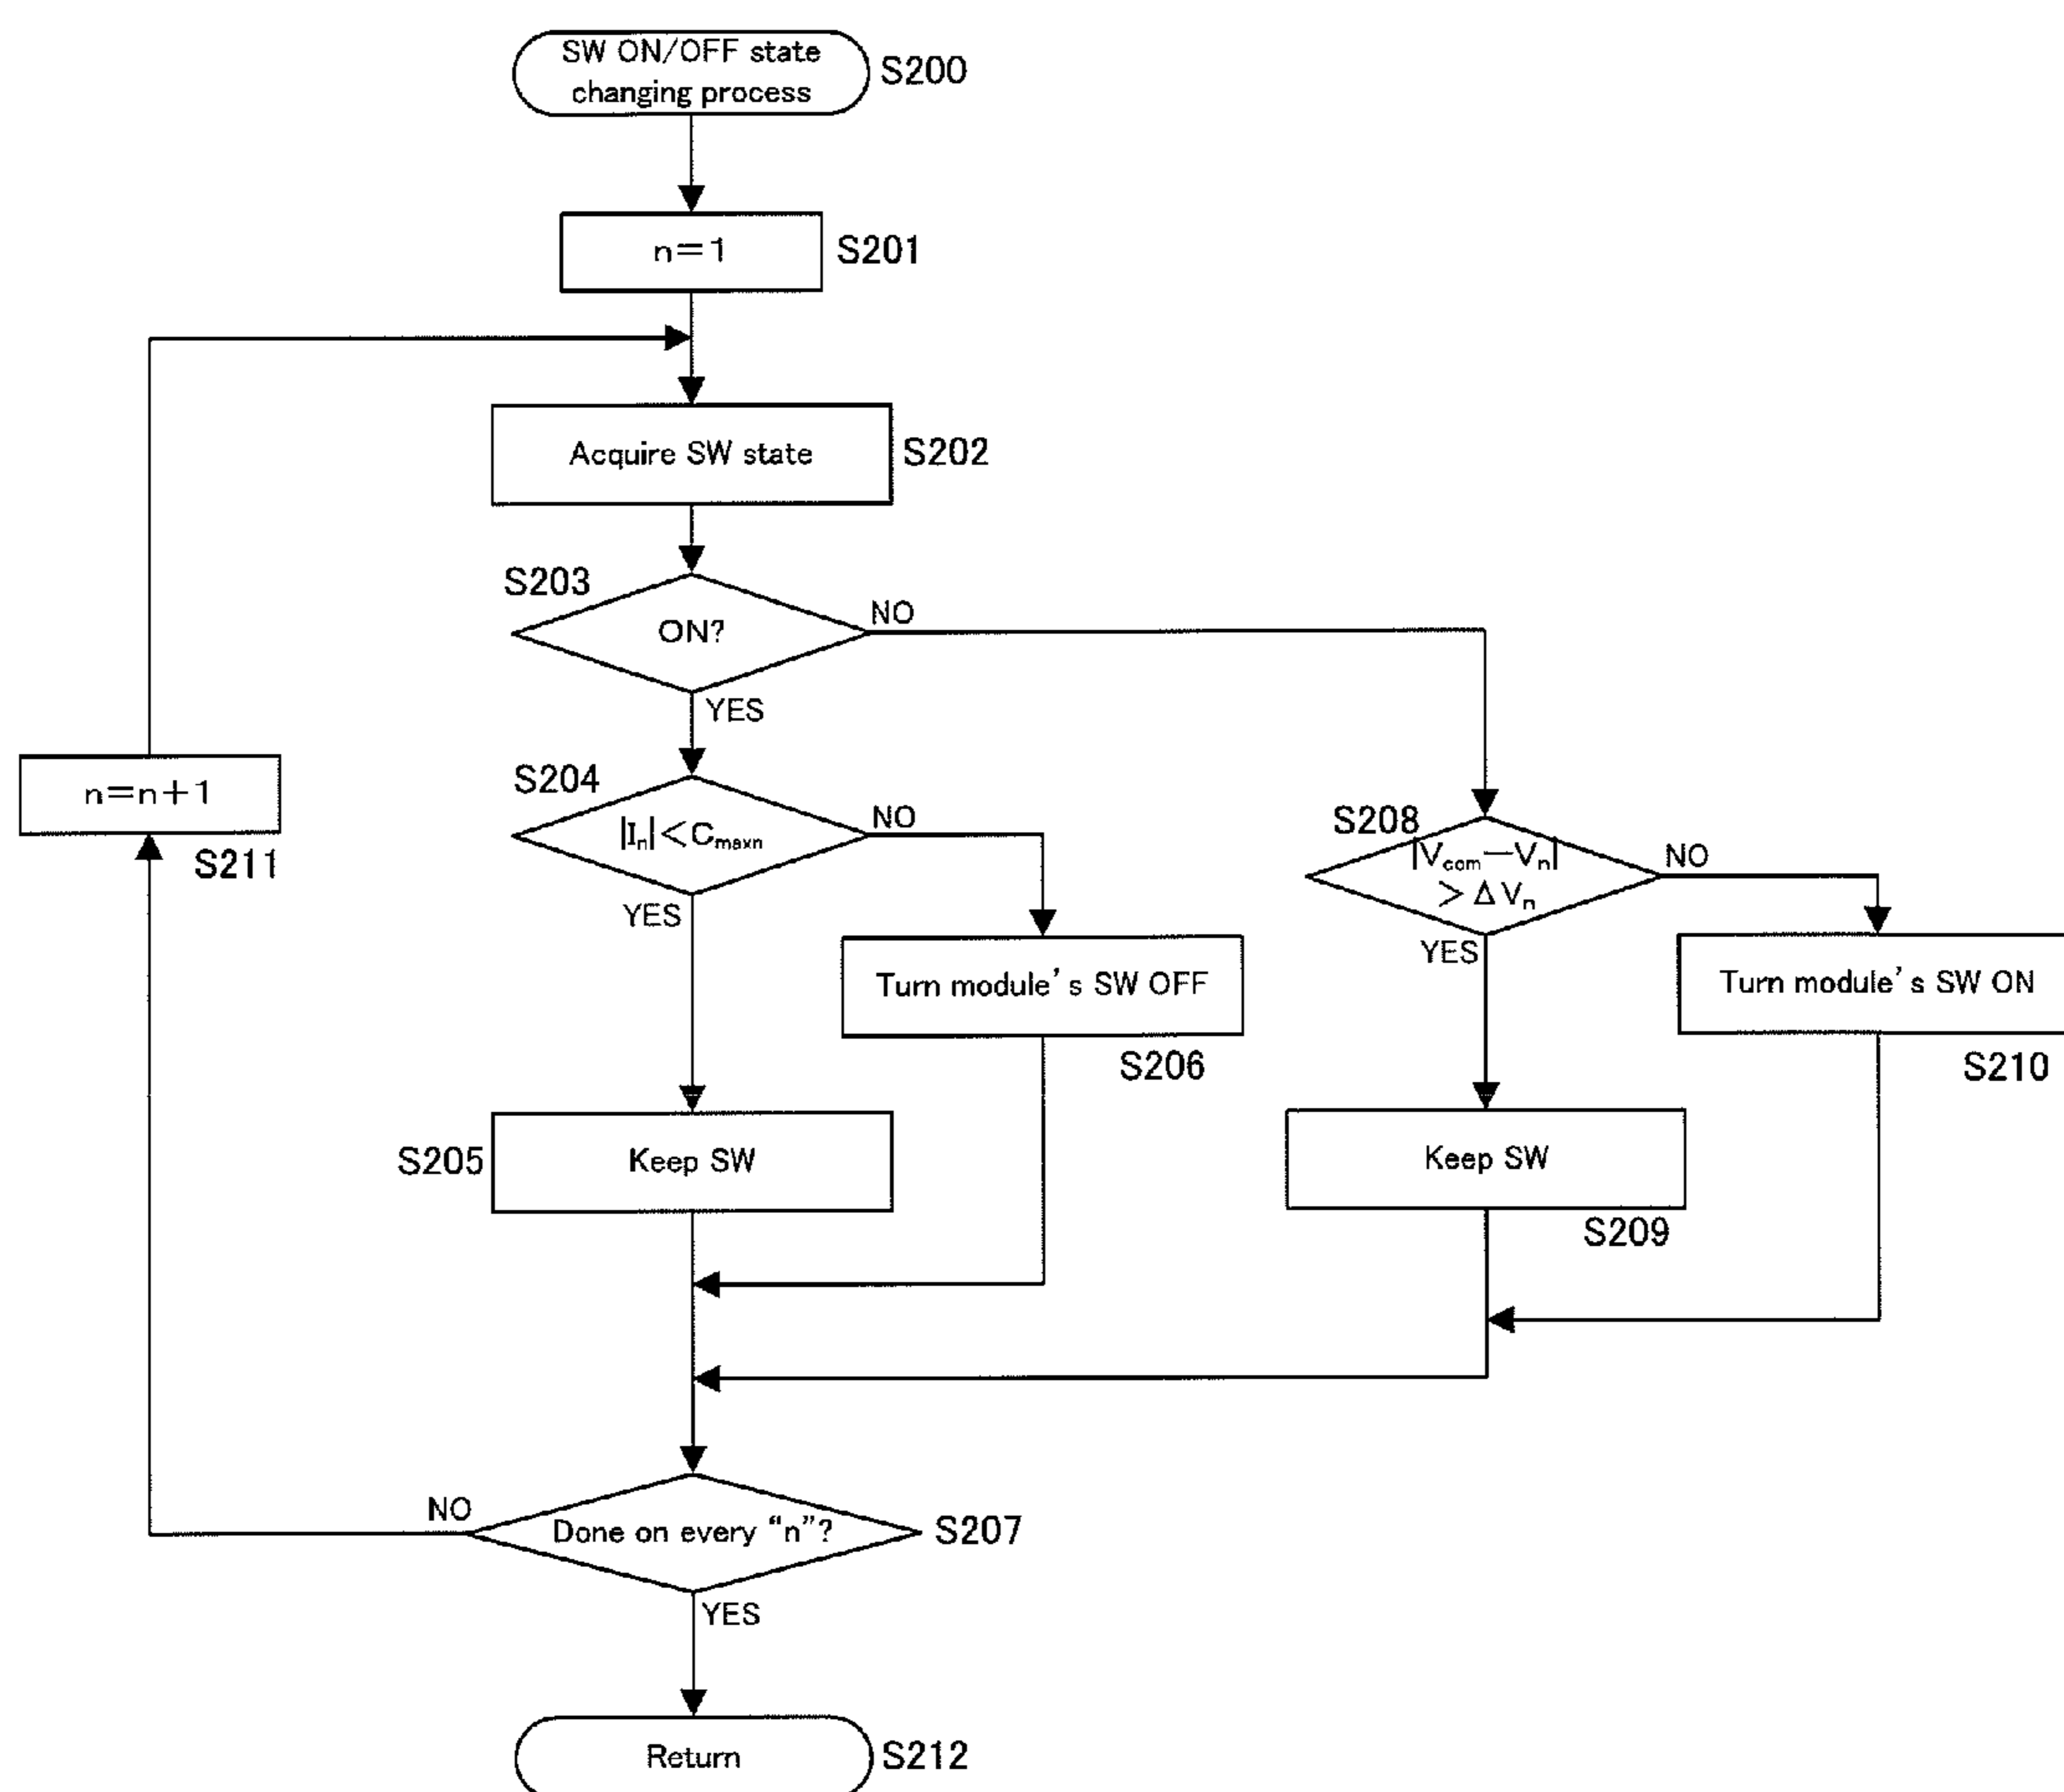 SW ON/OFF state
changing process
S200
n=1
S201
Acquire SW state
S202
S203
ON?
NO
YES
S204
|Iₙ|<Cₘₐₓₙ
NO
YES
S208
|V꜀ₒₘ−Vₙ|
>ΔVₙ
NO
YES
n=n+1
S211
Turn module's SW OFF
S206
Turn module's SW ON
S210
S205
Keep SW
Keep SW
S209
NO
Done on every “n”?
S207
YES
Return
S212